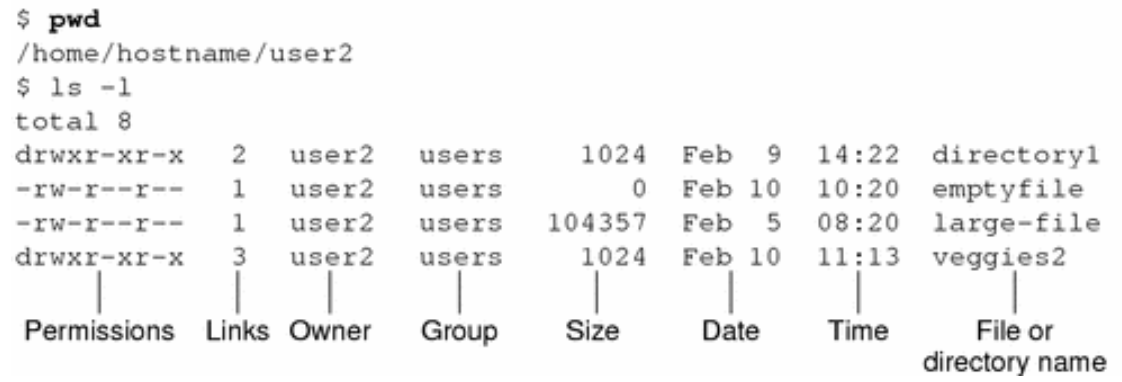 $ pwd
/home/hostname/user2
$ ls -l
total 8
drwxr-xr-x 2 user2 users 1024 Feb 9 14:22 directory1
-rw-r--r-- 1 user2 users 0 Feb 10 10:20 emptyfile
-rw-r--r-- 1 user2 users 104357 Feb 5 08:20 large-file
drwxr-xr-x 3 user2 users 1024 Feb 10 11:13 veggies2
Permissions Links Owner Group Size Date Time File or
directory name